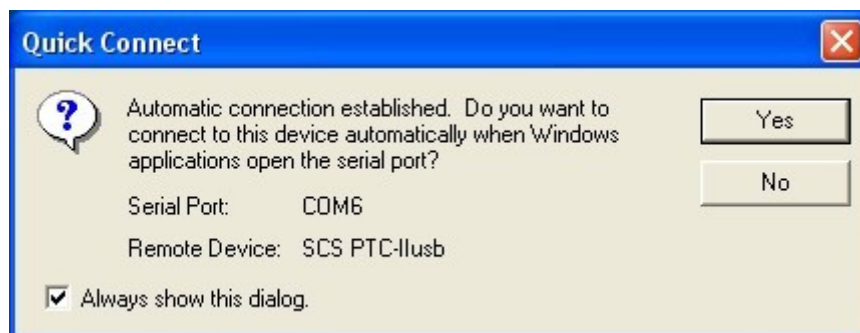 Quick Connect
?
Automatic connection established. Do you want to
connect to this device automatically when Windows
applications open the serial port?
Yes
No
Serial Port: COM6
Remote Device: SCS PTC-IIusb
Always show this dialog.